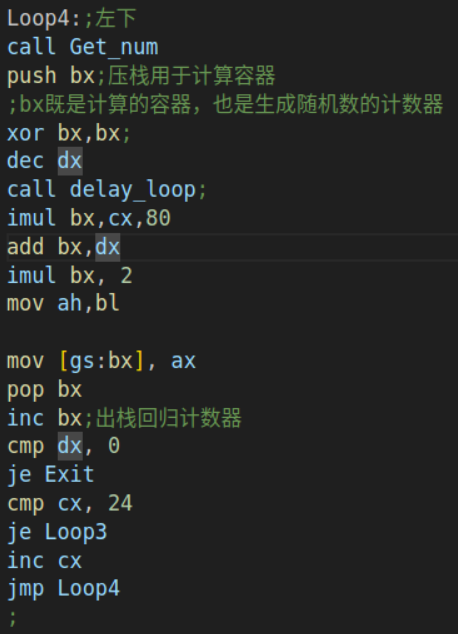 Loop4:;左下
call Get_num
push bx;压栈用于计算容器
;bx既是计算的容器，也是生成随机数的计数器
xor bx,bx;
dec dx
call delay_loop;
imul bx,cx,80
add bx,dx
imul bx, 2
mov ah,bl
mov [gs:bx], ax
pop bx
inc bx;出栈回归计数器
cmp dx, 0
je Exit
cmp cx, 24
je Loop3
inc cx
jmp Loop4
;